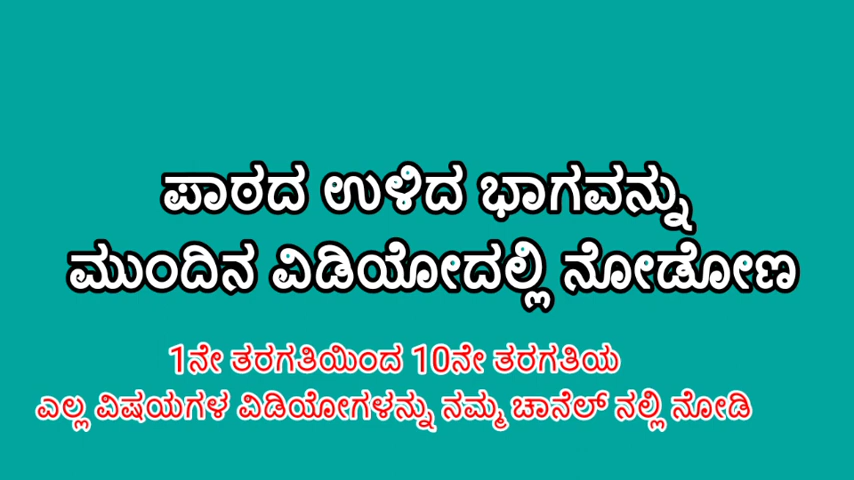 ಪಾಠದ ಉಳಿದ ಭಾಗವನ್ನು
ಮುಂದಿನ ವಿಡಿಯೋದಲ್ಲಿ ನೋಡೋಣ
1ನೇ ತರಗತಿಯಿಂದ 10ನೇ ತರಗತಿಯ
ಎಲ್ಲ ವಿಷಯಗಳ ವಿಡಿಯೋಗಳನ್ನು ನಮ್ಮ ಚಾನೆಲ್ ನಲ್ಲಿ ನೋಡಿ